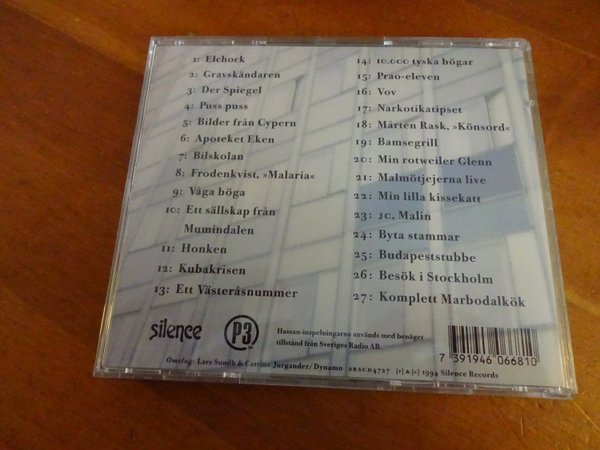 1: Elchock
2: Gravskändaren
3: Der Spiegel
4: Puss puss
5: Bilder från Cypern
6: Apoteket Eken
7: Bilskolan
8: Frodenkvist, »Malaria«
9: Våga böga
10: Ett sällskap från
Mumindalen
11: Honken
12: Kubakrisen
13: Ett Västeråsnummer
14: 10.000 tyska bögar
15: Prao-eleven
16: Vov
17: Narkotikatipset
18: Mårten Rask, »Könsord«
19: Bamsegrill
20: Min rotweiler Glenn
21: Malmötjejerna live
22: Min lilla kissekatt
23: JC, Malin
24: Byta stammar
25: Budapeststubbe
26: Besök i Stockholm
27: Komplett Marbodalkök
silence
P3
Hassan-inspelningarna används med benäget
tillstånd från Sveriges Radio AB.
7 391946 066810
Omslag: Lars Sundh & Catrine Jürgander/Dynamo SRSCD4727 [p] & [c] 1994 Silence Records